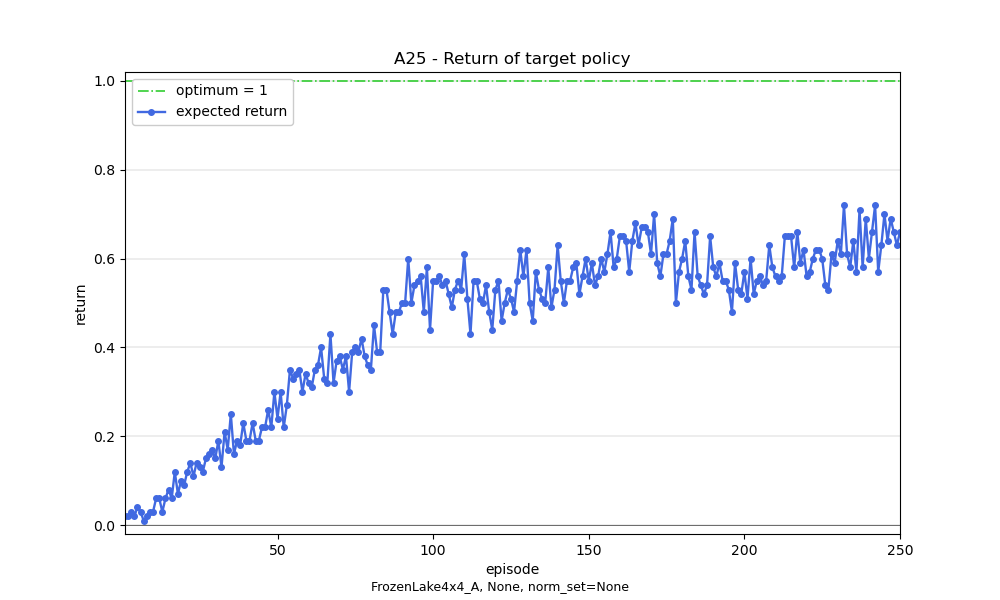 A25 - Return of target policy
optimum = 1
expected return
1.0
0.8
0.6
0.4
0.2
0.0
return
50
100
150
200
250
episode
FrozenLake4x4_A, None, norm_set=None